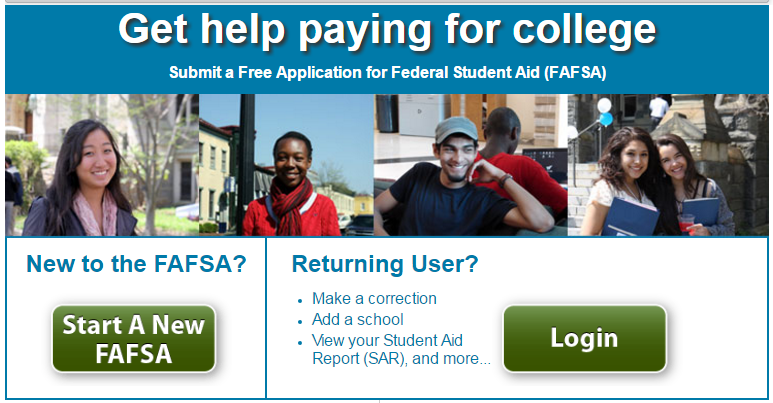 Get help paying for college
Submit a Free Application for Federal Student Aid (FAFSA)
New to the FAFSA?
Start A New
FAFSA
Returning User?
• Make a correction
• Add a school
• View your Student Aid
Report (SAR), and more...
Login